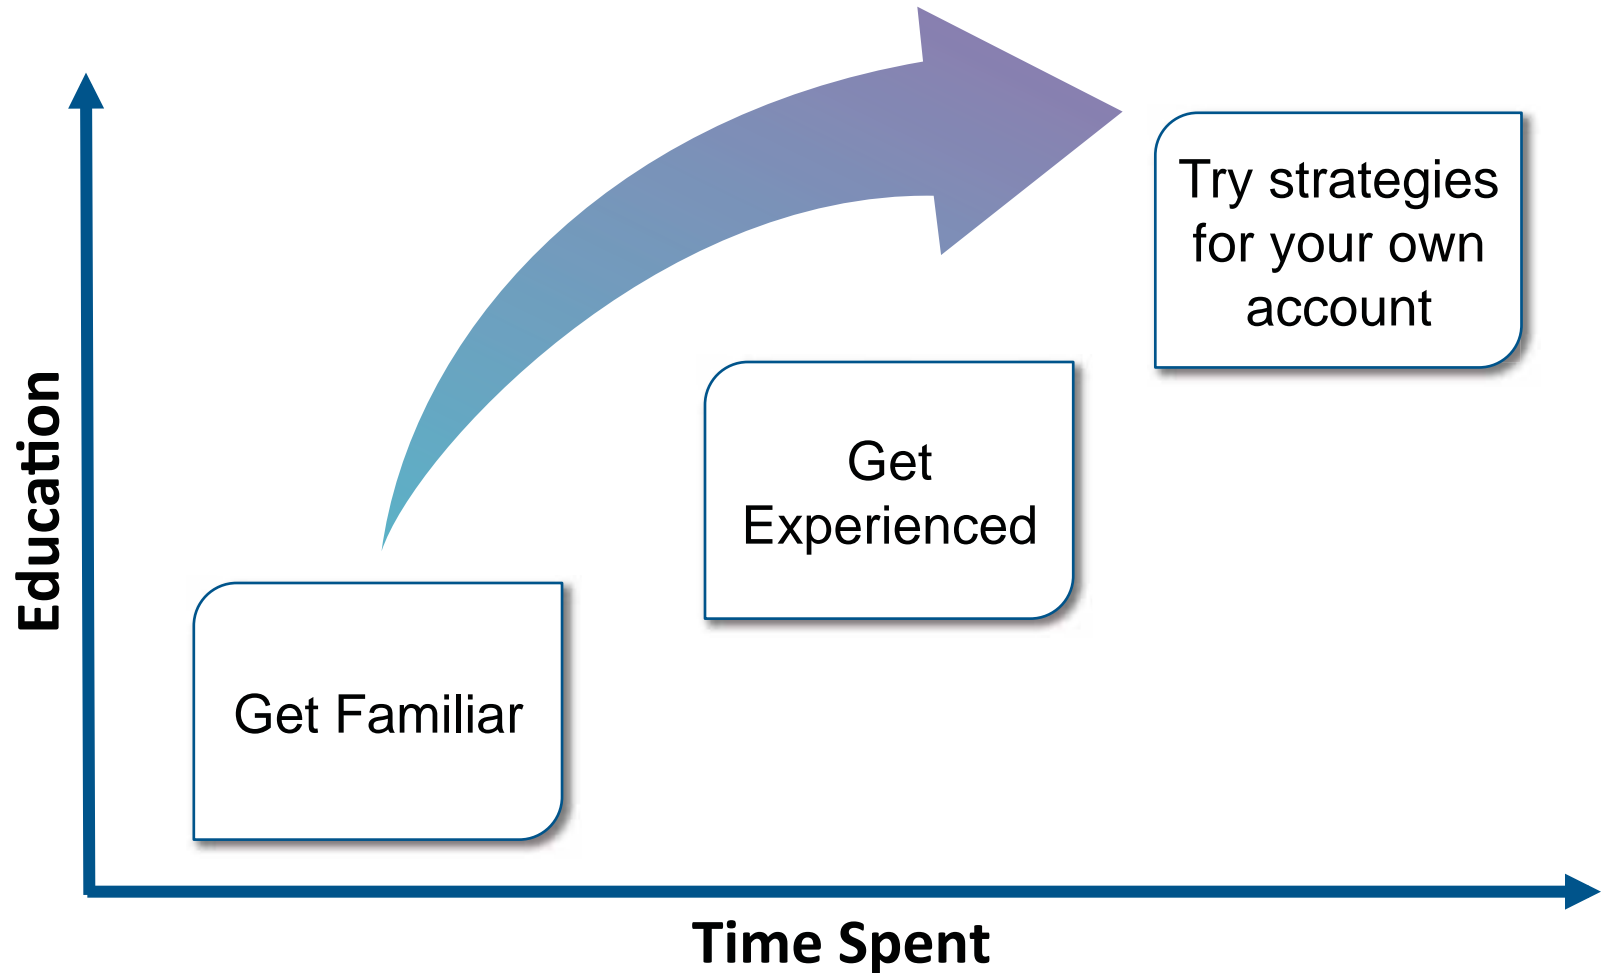 Try strategies
for your own
account
Get
Experienced
Get Familiar
Education
Time Spent